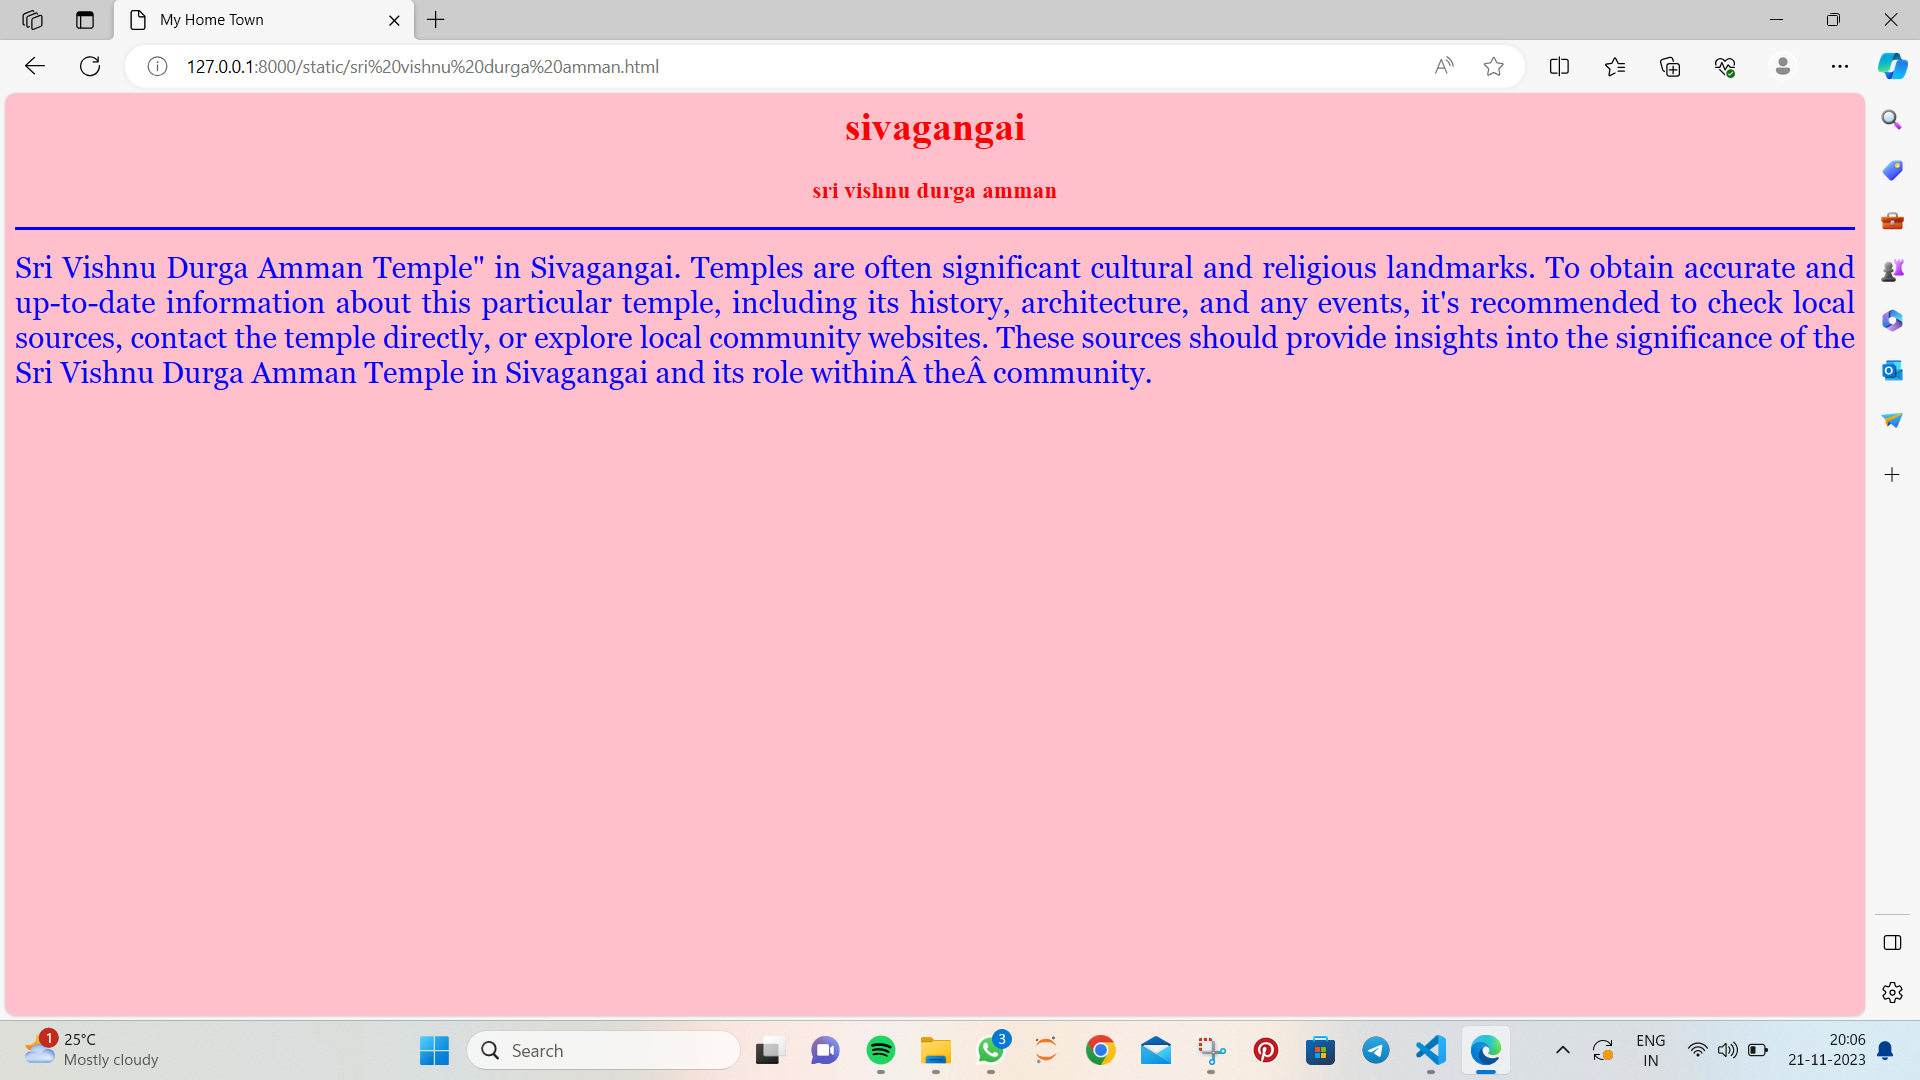 My Home Town
127.0.0.1:8000/static/sri%20vishnu%20durga%20amman.html
sivagangai
sri vishnu durga amman
Sri Vishnu Durga Amman Temple" in Sivagangai. Temples are often significant cultural and religious landmarks. To obtain accurate and
up-to-date information about this particular temple, including its history, architecture, and any events, it's recommended to check local
sources, contact the temple directly, or explore local community websites. These sources should provide insights into the significance of the
Sri Vishnu Durga Amman Temple in Sivagangai and its role withinÂ theÂ community.
1
25°C
Mostly cloudy
Search
3
ENG
IN
20:06
21-11-2023